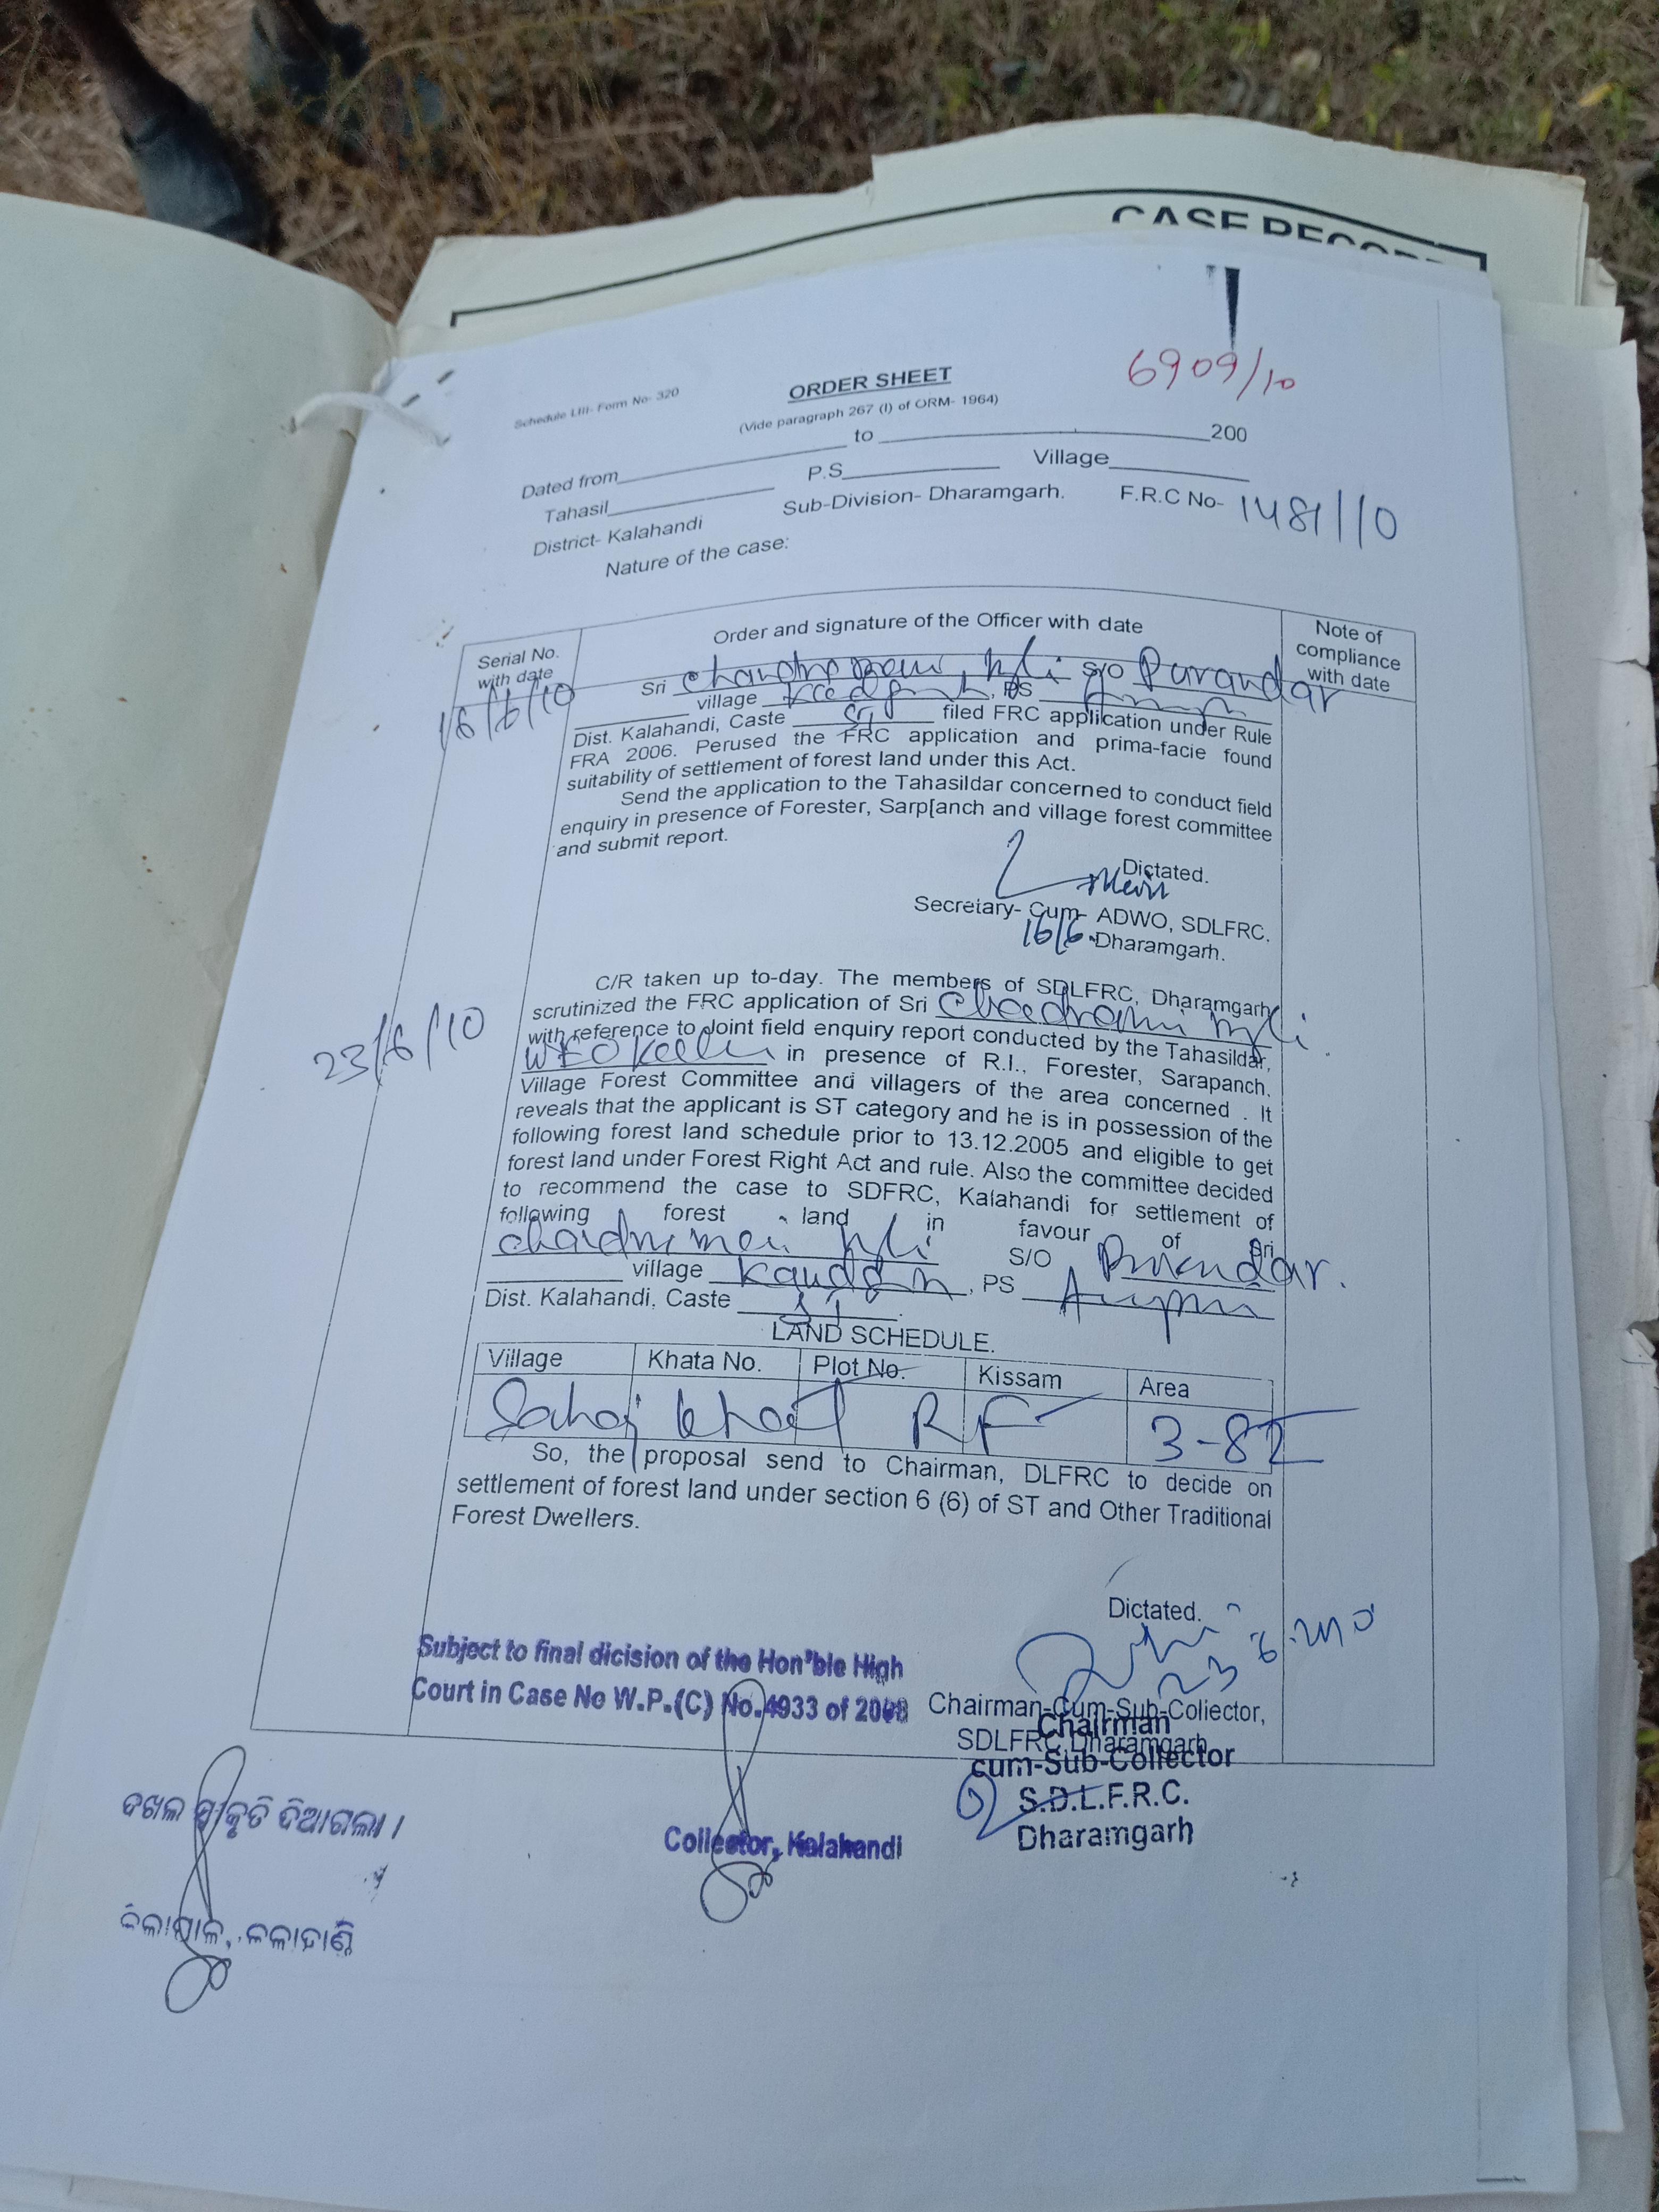 CASE RECORD
6909/10
Schedule LIII- Form No- 320
ORDER SHEET
(Vide paragraph 267 (I) of ORM- 1964)
Dated from to 200
Tahasil P.S Village
District- Kalahandi Sub-Division- Dharamgarh. F.R.C No- 1481/10
Nature of the case:
Serial No. with date
Order and signature of the Officer with date
Note of compliance with date
16/6/10
Sri S/O Purandar
village , PS
Dist. Kalahandi, Caste ST filed FRC application under Rule
FRA 2006. Perused the FRC application and prima-facie found
suitability of settlement of forest land under this Act.
Send the application to the Tahasildar concerned to conduct field
enquiry in presence of Forester, Sarp[anch and village forest committee
and submit report.
Dictated.
Secretary- Cum- ADWO, SDLFRC.
16/6 Dharamgarh.
23/6/10
C/R taken up to-day. The members of SDLFRC, Dharamgarh
scrutinized the FRC application of Sri
with reference to Joint field enquiry report conducted by the Tahasildar,
in presence of R.I., Forester, Sarapanch,
Village Forest Committee and villagers of the area concerned . It
reveals that the applicant is ST category and he is in possession of the
following forest land schedule prior to 13.12.2005 and eligible to get
forest land under Forest Right Act and rule. Also the committee decided
to recommend the case to SDFRC, Kalahandi for settlement of
following forest land in favour of Sri
S/O
village , PS
Dist. Kalahandi, Caste ST
LAND SCHEDULE.
Village Khata No. Plot No. Kissam Area
RF 3-82
So, the proposal send to Chairman, DLFRC to decide on
settlement of forest land under section 6 (6) of ST and Other Traditional
Forest Dwellers.
Dictated.
Subject to final dicision of the Hon'ble High
Court in Case No W.P.(C) No.4933 of 2008
Chairman-Cum-Sub-Collector,
SDLFRC, Dharamgarh
Chairman
cum-Sub-Collector
S.D.L.F.R.C.
Dharamgarh
Collector, Kalahandi
ଦଖଲ ସ୍ୱୀକୃତି ଦିଆଗଲା ।
ଜିଲାପାଳ, କଳାହାଣ୍ଡି